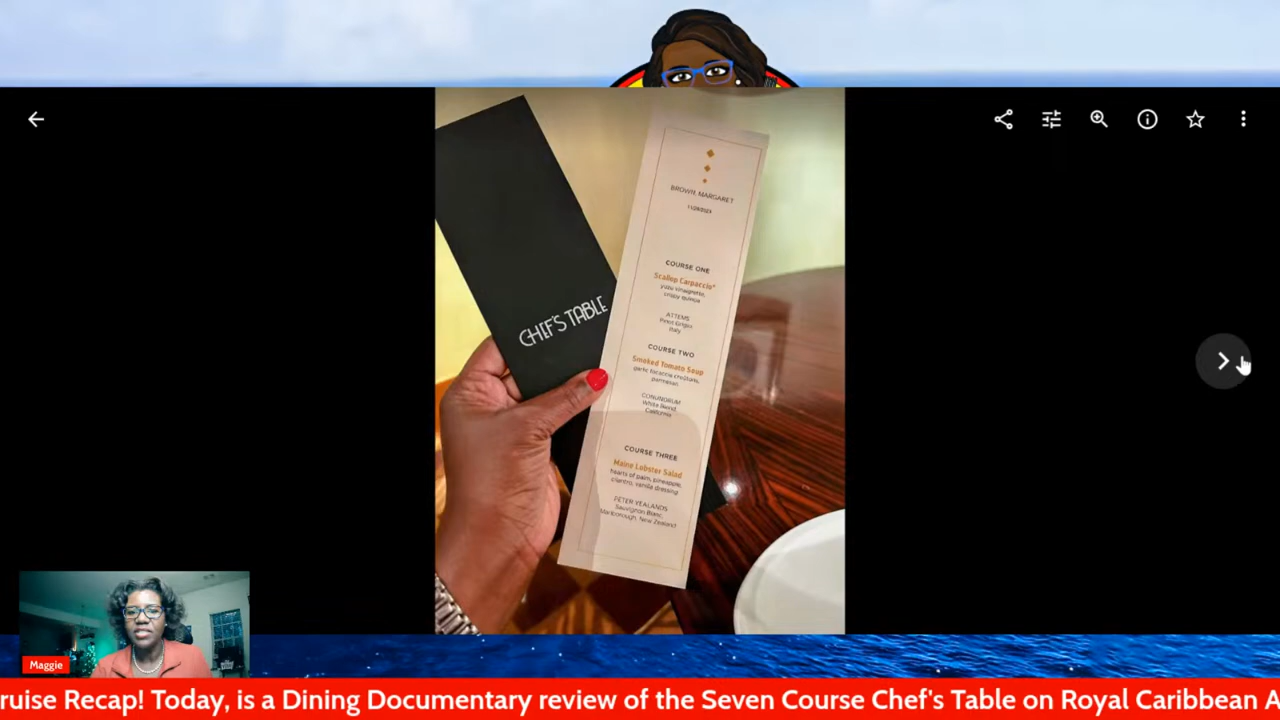 BROWN, MARGARET
COURSE ONE
Scallop Carpaccio*
yuzu vinaigrette,
crispy quinoa
ATTEMS
Pinot Grigio
Italy
COURSE TWO
Smoked Tomato Soup
garlic focaccia croûtons,
parmesan
CONUNDRUM
White Blend,
California
COURSE THREE
Maine Lobster Salad
hearts of palm, pineapple,
cilantro, vanilla dressing
PETER YEALANDS
Sauvignon Blanc,
Marlborough, New Zealand
CHEF'S TABLE
Maggie
ruise Recap! Today, is a Dining Documentary review of the Seven Course Chef's Table on Royal Caribbean A